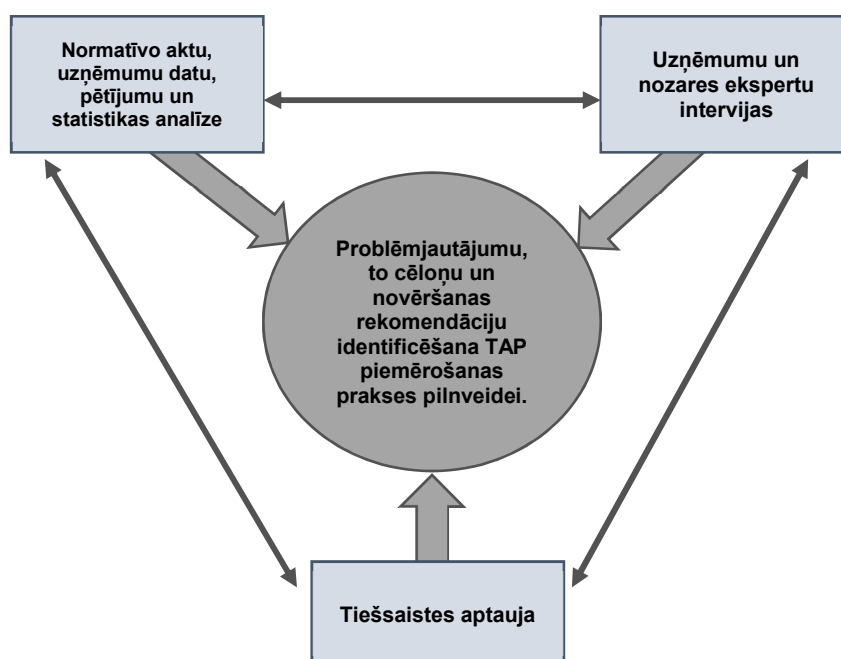 Normatīvo aktu,
uzņēmumu datu,
pētījumu un
statistikas analīze
Uzņēmumu un
nozares ekspertu
intervijas
Problēmjautājumu,
to cēloņu un
novēršanas
rekomendāciju
identificēšana TAP
piemērošanas
prakses pilnveidei.
Tiešsaistes aptauja